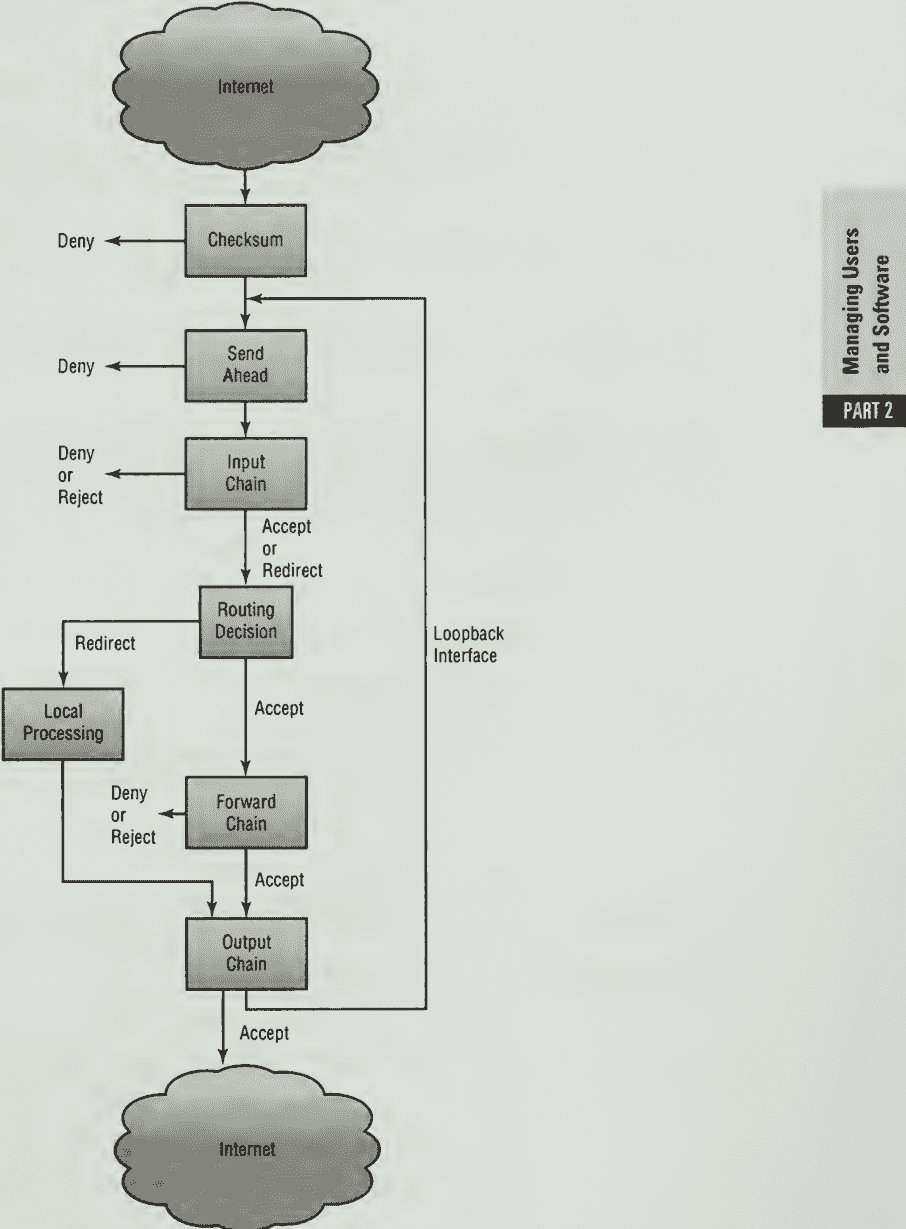 Internet
Deny
Checksum
Deny
Send
Ahead
Deny
or
Reject
Input
Chain
Accept
or
Redirect
Routing
Decision
Redirect
Loopback
Interface
Local
Processing
Accept
Deny
or
Reject
Forward
Chain
Accept
Output
Chain
Accept
Internet
Managing Users
and Software
PART 2